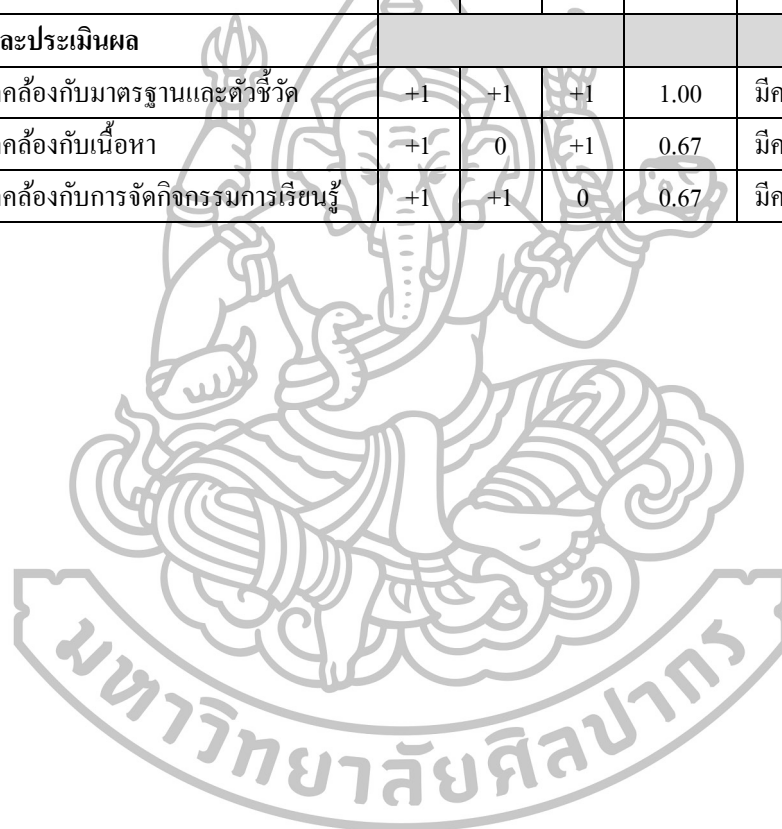 ละประเมินผล
คล้องกับมาตรฐานและตัวชี้วัด +1 +1 +1 1.00 มีค
คล้องกับเนื้อหา +1 0 +1 0.67 มีค
คล้องกับการจัดกิจกรรมการเรียนรู้ +1 +1 0 0.67 มีค
มหาวิทยาลัยศิลปากร